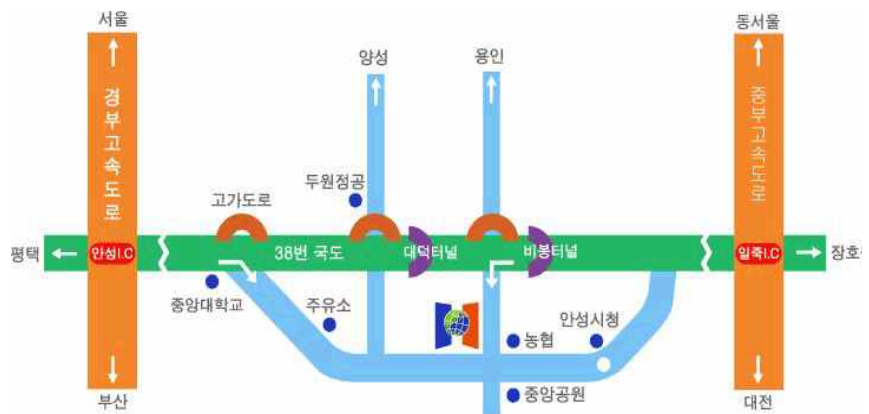 서울
동서울
양성
용인
경부고속도로
중부고속도로
두원정공
고가도로
평택
안성I.C
38번 국도
대덕터널
비봉터널
일죽I.C
장호
중앙대학교
주유소
안성시청
농협
중앙공원
부산
대전